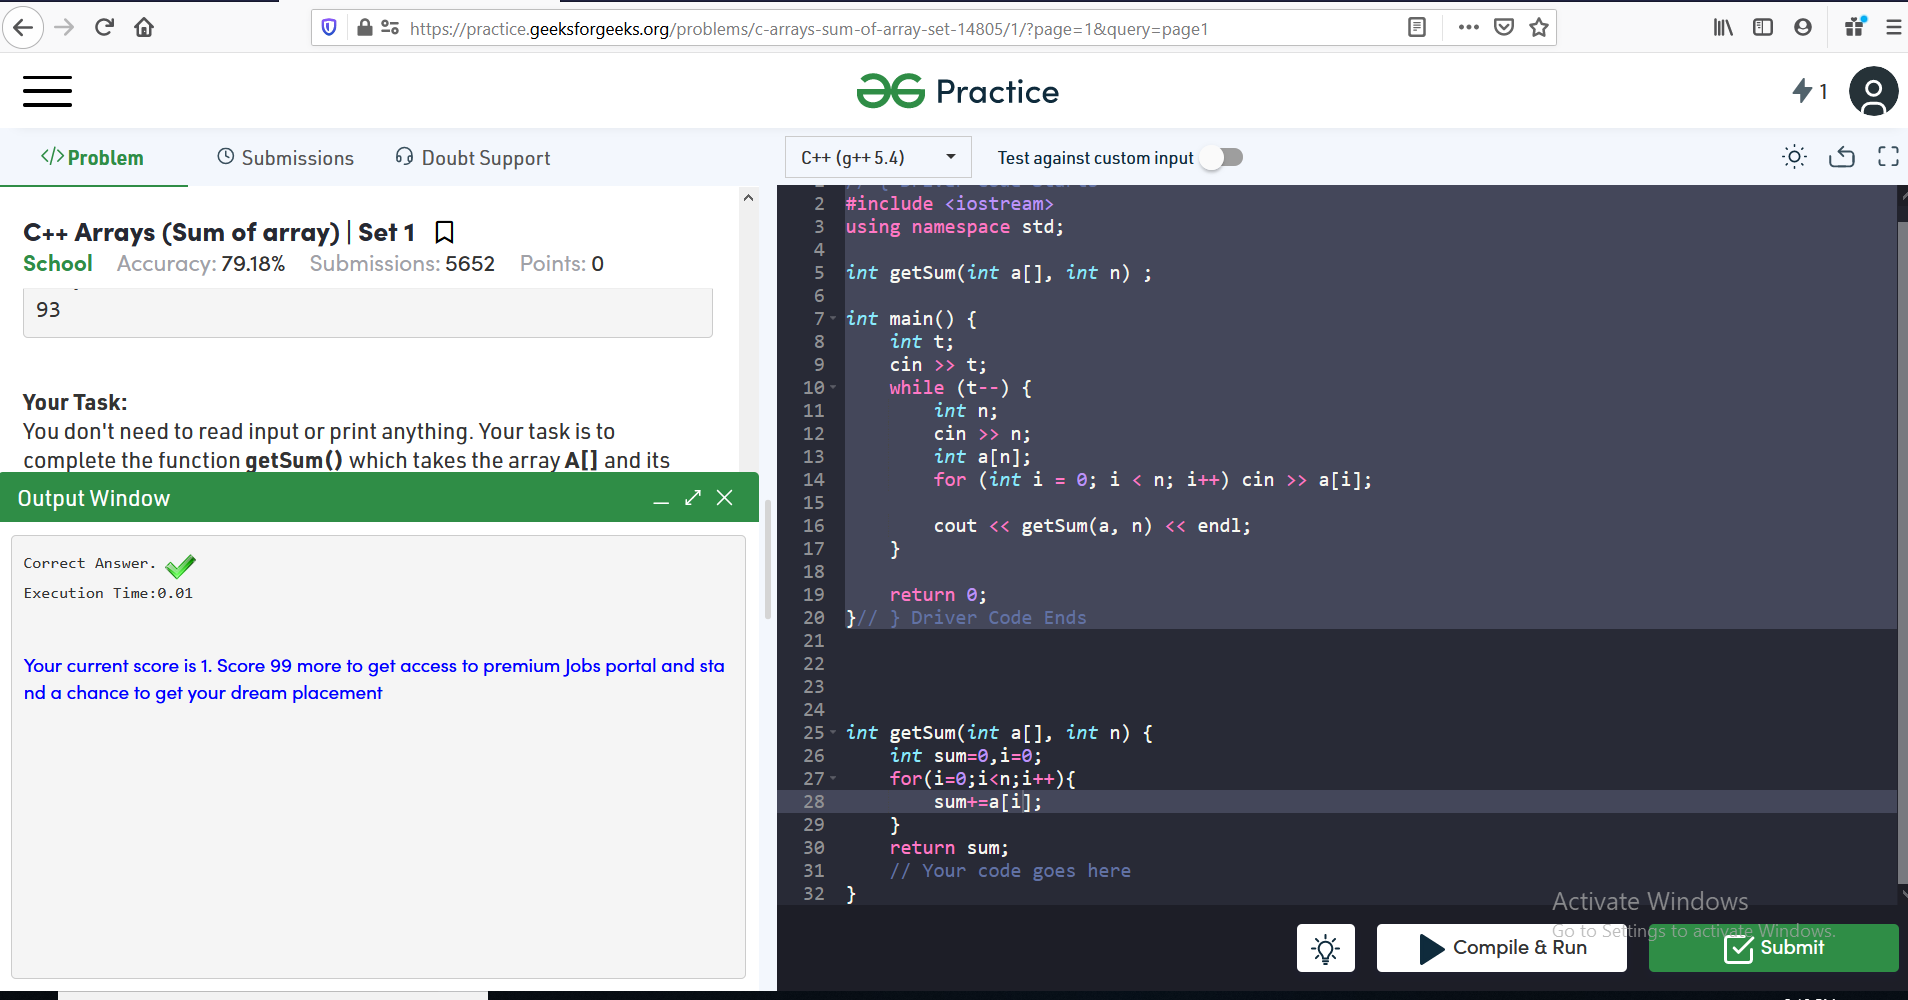 https://practice.geeksforgeeks.org/problems/c-arrays-sum-of-array-set-14805/1/?page=1&query=page1
Practice
1
</>Problem
Submissions
Doubt Support
C++ (g++ 5.4)
Test against custom input
C++ Arrays (Sum of array) | Set 1
School Accuracy: 79.18% Submissions: 5652 Points: 0
93
Your Task:
You don't need to read input or print anything. Your task is to
complete the function getSum() which takes the array A[] and its
Output Window
Correct Answer.
Execution Time:0.01
Your current score is 1. Score 99 more to get access to premium Jobs portal and sta
nd a chance to get your dream placement
2 #include <iostream>
3 using namespace std;
4
5 int getSum(int a[], int n) ;
6
7 int main() {
8 int t;
9 cin >> t;
10 while (t--) {
11 int n;
12 cin >> n;
13 int a[n];
14 for (int i = 0; i < n; i++) cin >> a[i];
15
16 cout << getSum(a, n) << endl;
17 }
18
19 return 0;
20 }// } Driver Code Ends
21
22
23
24
25 int getSum(int a[], int n) {
26 int sum=0,i=0;
27 for(i=0;i<n;i++){
28 sum+=a[i];
29 }
30 return sum;
31 // Your code goes here
32 }
Activate Windows
Go to Settings to activate Windows.
Compile & Run
Submit